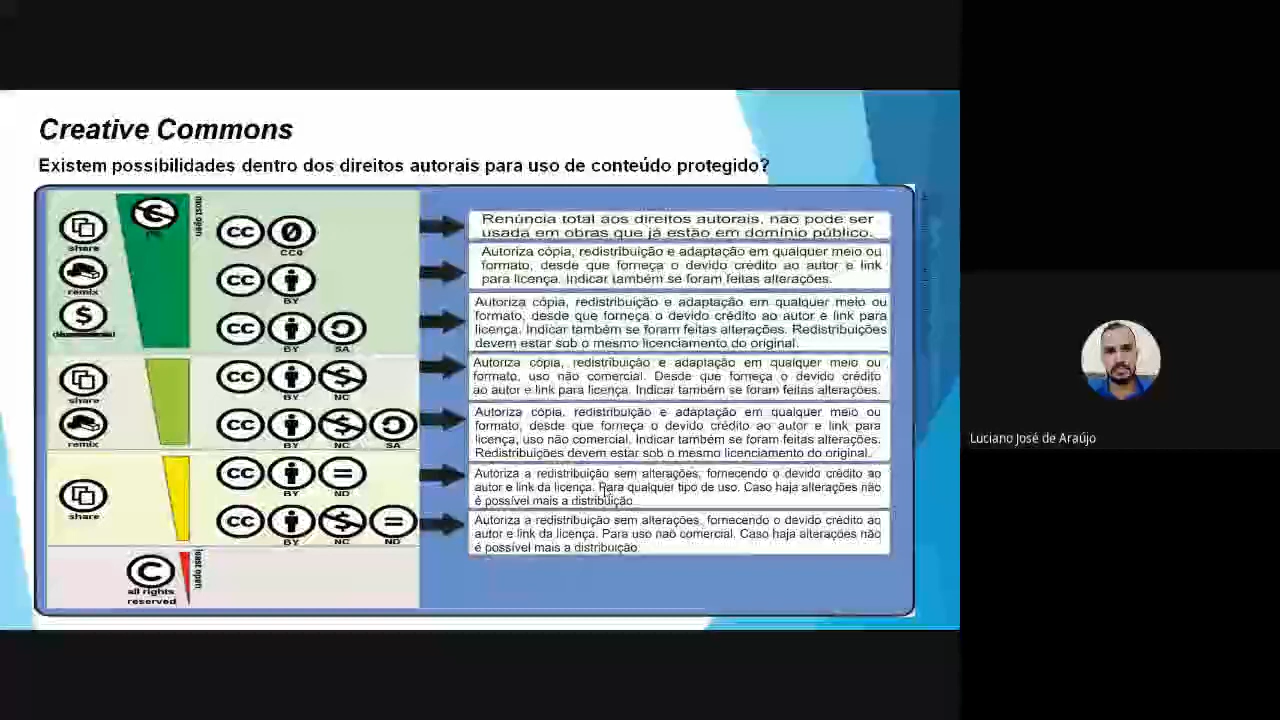 Creative Commons
Existem possibilidades dentro dos direitos autorais para uso de conteúdo protegido?
share
remix
most open
CC 0
CC0
Renúncia total aos direitos autorais, não pode ser
usada em obras que já estão em domínio público.
CC
BY
Autoriza cópia, redistribuição e adaptação em qualquer meio ou
formato, desde que forneça o devido crédito ao autor e link
para licença. Indicar também se foram feitas alterações.
$
CC
BY SA
Autoriza cópia, redistribuição e adaptação em qualquer meio ou
formato, desde que forneça o devido crédito ao autor e link para
licença. Indicar também se foram feitas alterações. Redistribuições
devem estar sob o mesmo licenciamento do original.
share
CC $
BY NC
Autoriza cópia, redistribuição e adaptação em qualquer meio ou
formato, uso não comercial. Desde que forneça o devido crédito
ao autor e link para licença. Indicar também se foram feitas alterações.
remix
CC $
BY NC SA
Autoriza cópia, redistribuição e adaptação em qualquer meio ou
formato, desde que forneça o devido crédito ao autor e link para
licença, uso não comercial. Indicar também se foram feitas alterações.
Redistribuições devem estar sob o mesmo licenciamento do original.
share
CC =
BY ND
Autoriza a redistribuição sem alterações, fornecendo o devido crédito ao
autor e link da licença. Para qualquer tipo de uso. Caso haja alterações não
é possível mais a distribuição.
CC $ =
BY NC ND
Autoriza a redistribuição sem alterações, fornecendo o devido crédito ao
autor e link da licença. Para uso não comercial. Caso haja alterações não
é possível mais a distribuição.
C
all rights
reserved
least open
Luciano José de Araújo